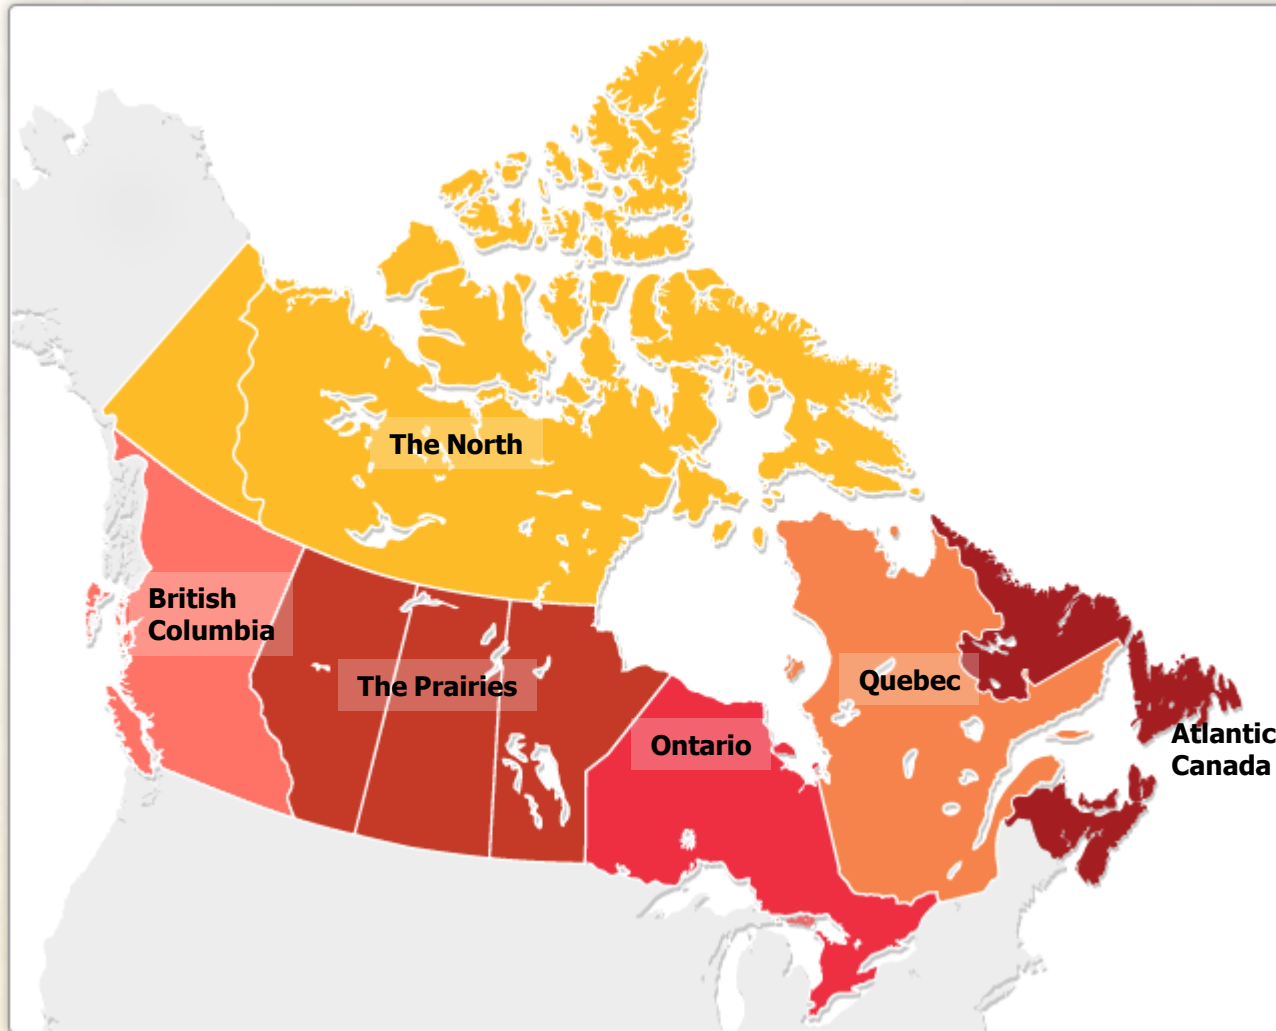 The North
British
Columbia
The Prairies
Quebec
Ontario
Atlantic
Canada